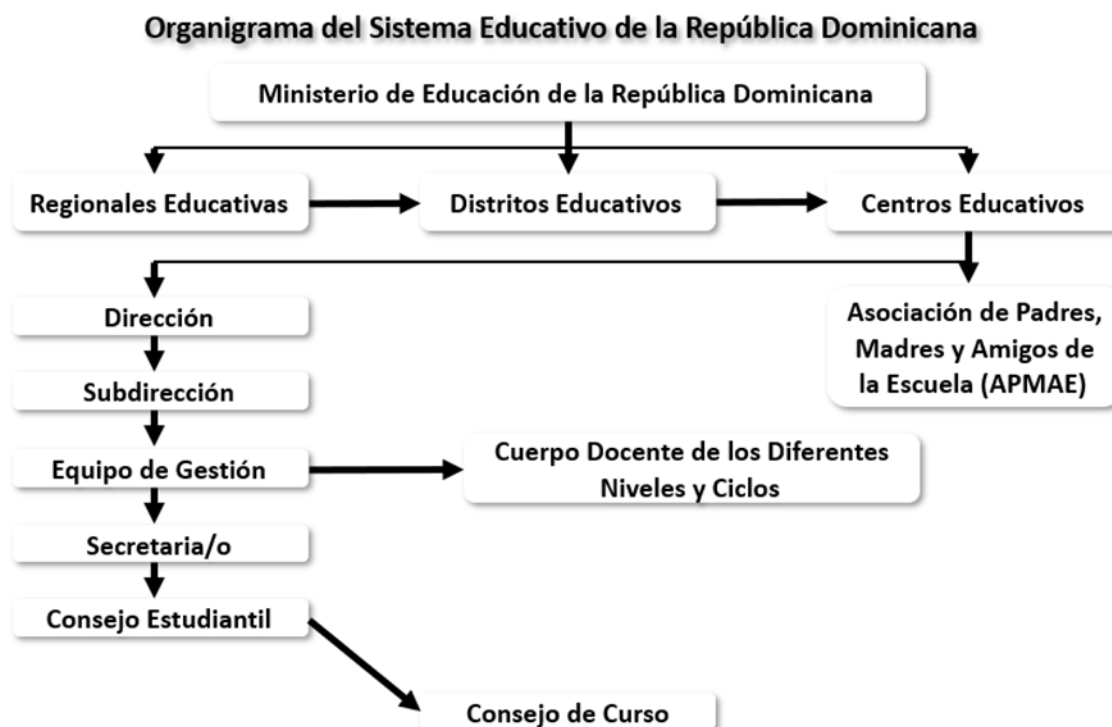 Organigrama del Sistema Educativo de la República Dominicana
Ministerio de Educación de la República Dominicana
Regionales Educativas
Distritos Educativos
Centros Educativos
Dirección
Asociación de Padres,
Madres y Amigos de
la Escuela (APMAE)
Subdirección
Equipo de Gestión
Cuerpo Docente de los Diferentes
Niveles y Ciclos
Secretaria/o
Consejo Estudiantil
Consejo de Curso